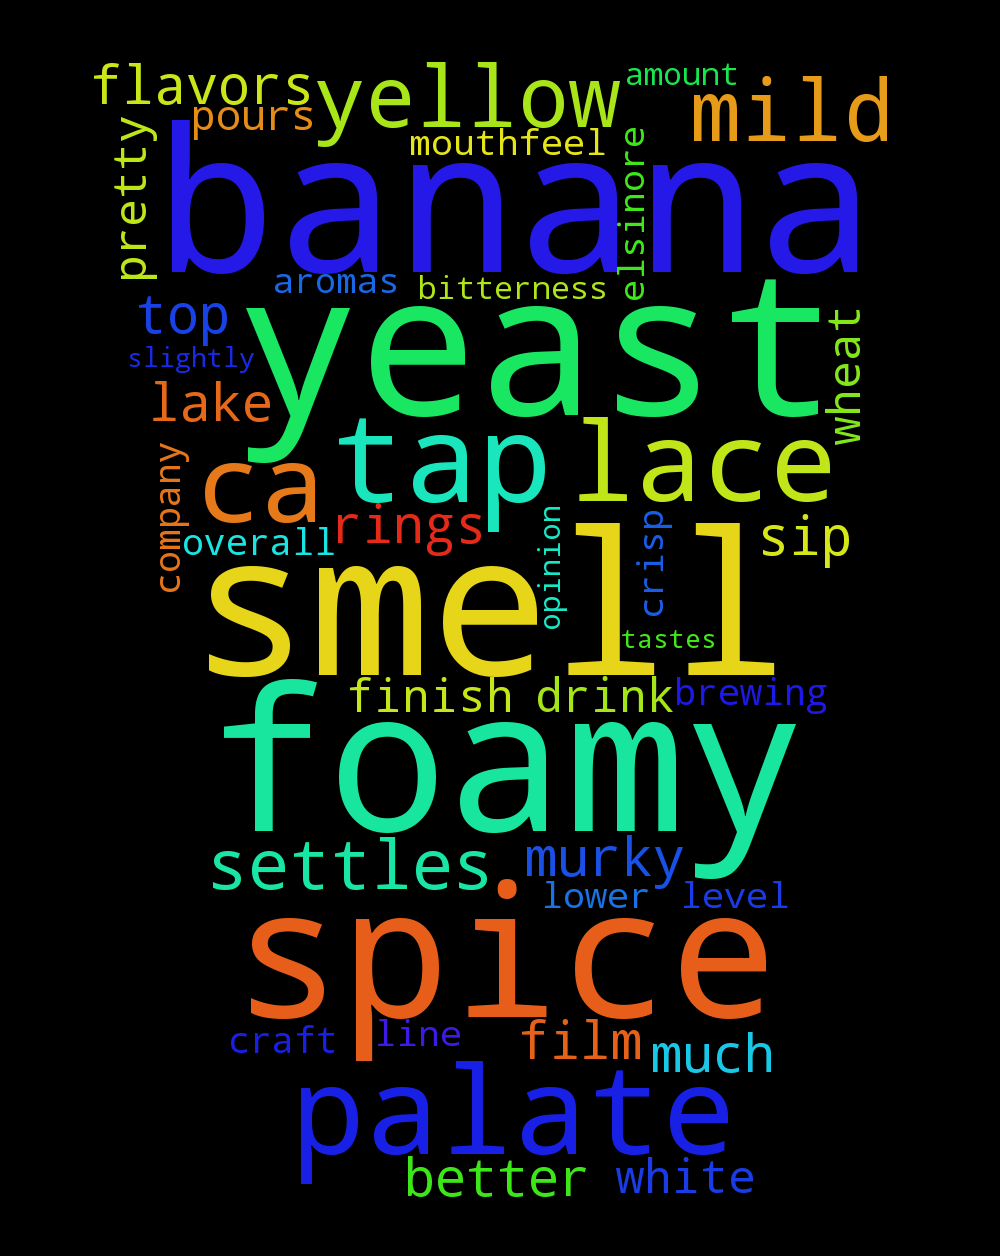 flavors
yellow
amount
mild
pours
mouthfeel
pretty
banana
elsinore
aromas
bitterness
top
yeast
wheat
slightly
lake
tap
lace
ca
company
rings
sip
overall
opinion
crisp
smell
tastes
finish
drink
brewing
foamy
settles
murky
lower
level
spice
craft
line
film
much
palate
better
white